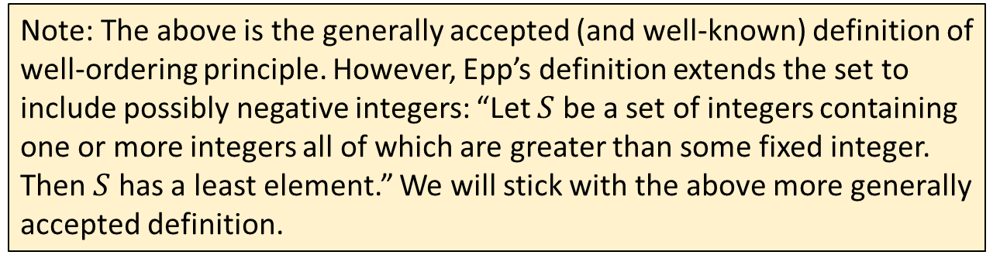 Note: The above is the generally accepted (and well-known) definition of
well-ordering principle. However, Epp’s definition extends the set to
include possibly negative integers: “Let 𝑆 be a set of integers containing
one or more integers all of which are greater than some fixed integer.
Then 𝑆 has a least element.” We will stick with the above more generally
accepted definition.